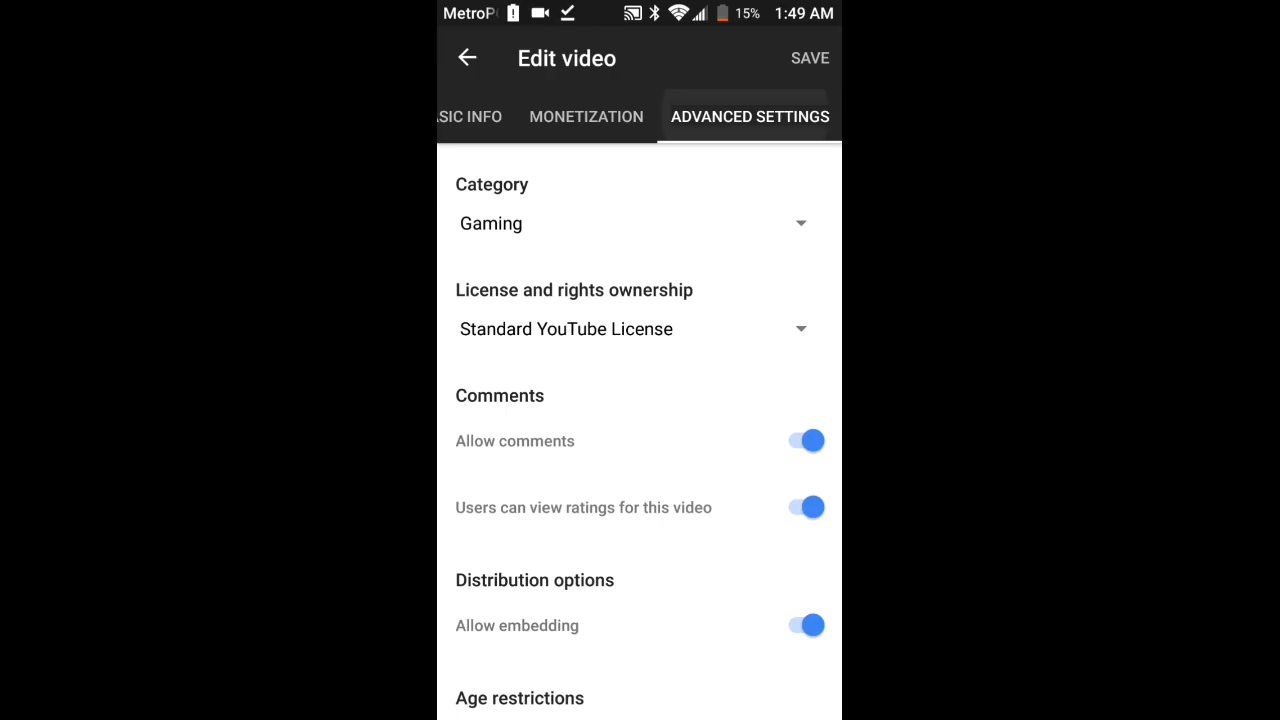 MetroP 15% 1:49 AM
Edit video SAVE
ASIC INFO MONETIZATION ADVANCED SETTINGS
Category
Gaming
License and rights ownership
Standard YouTube License
Comments
Allow comments
Users can view ratings for this video
Distribution options
Allow embedding
Age restrictions